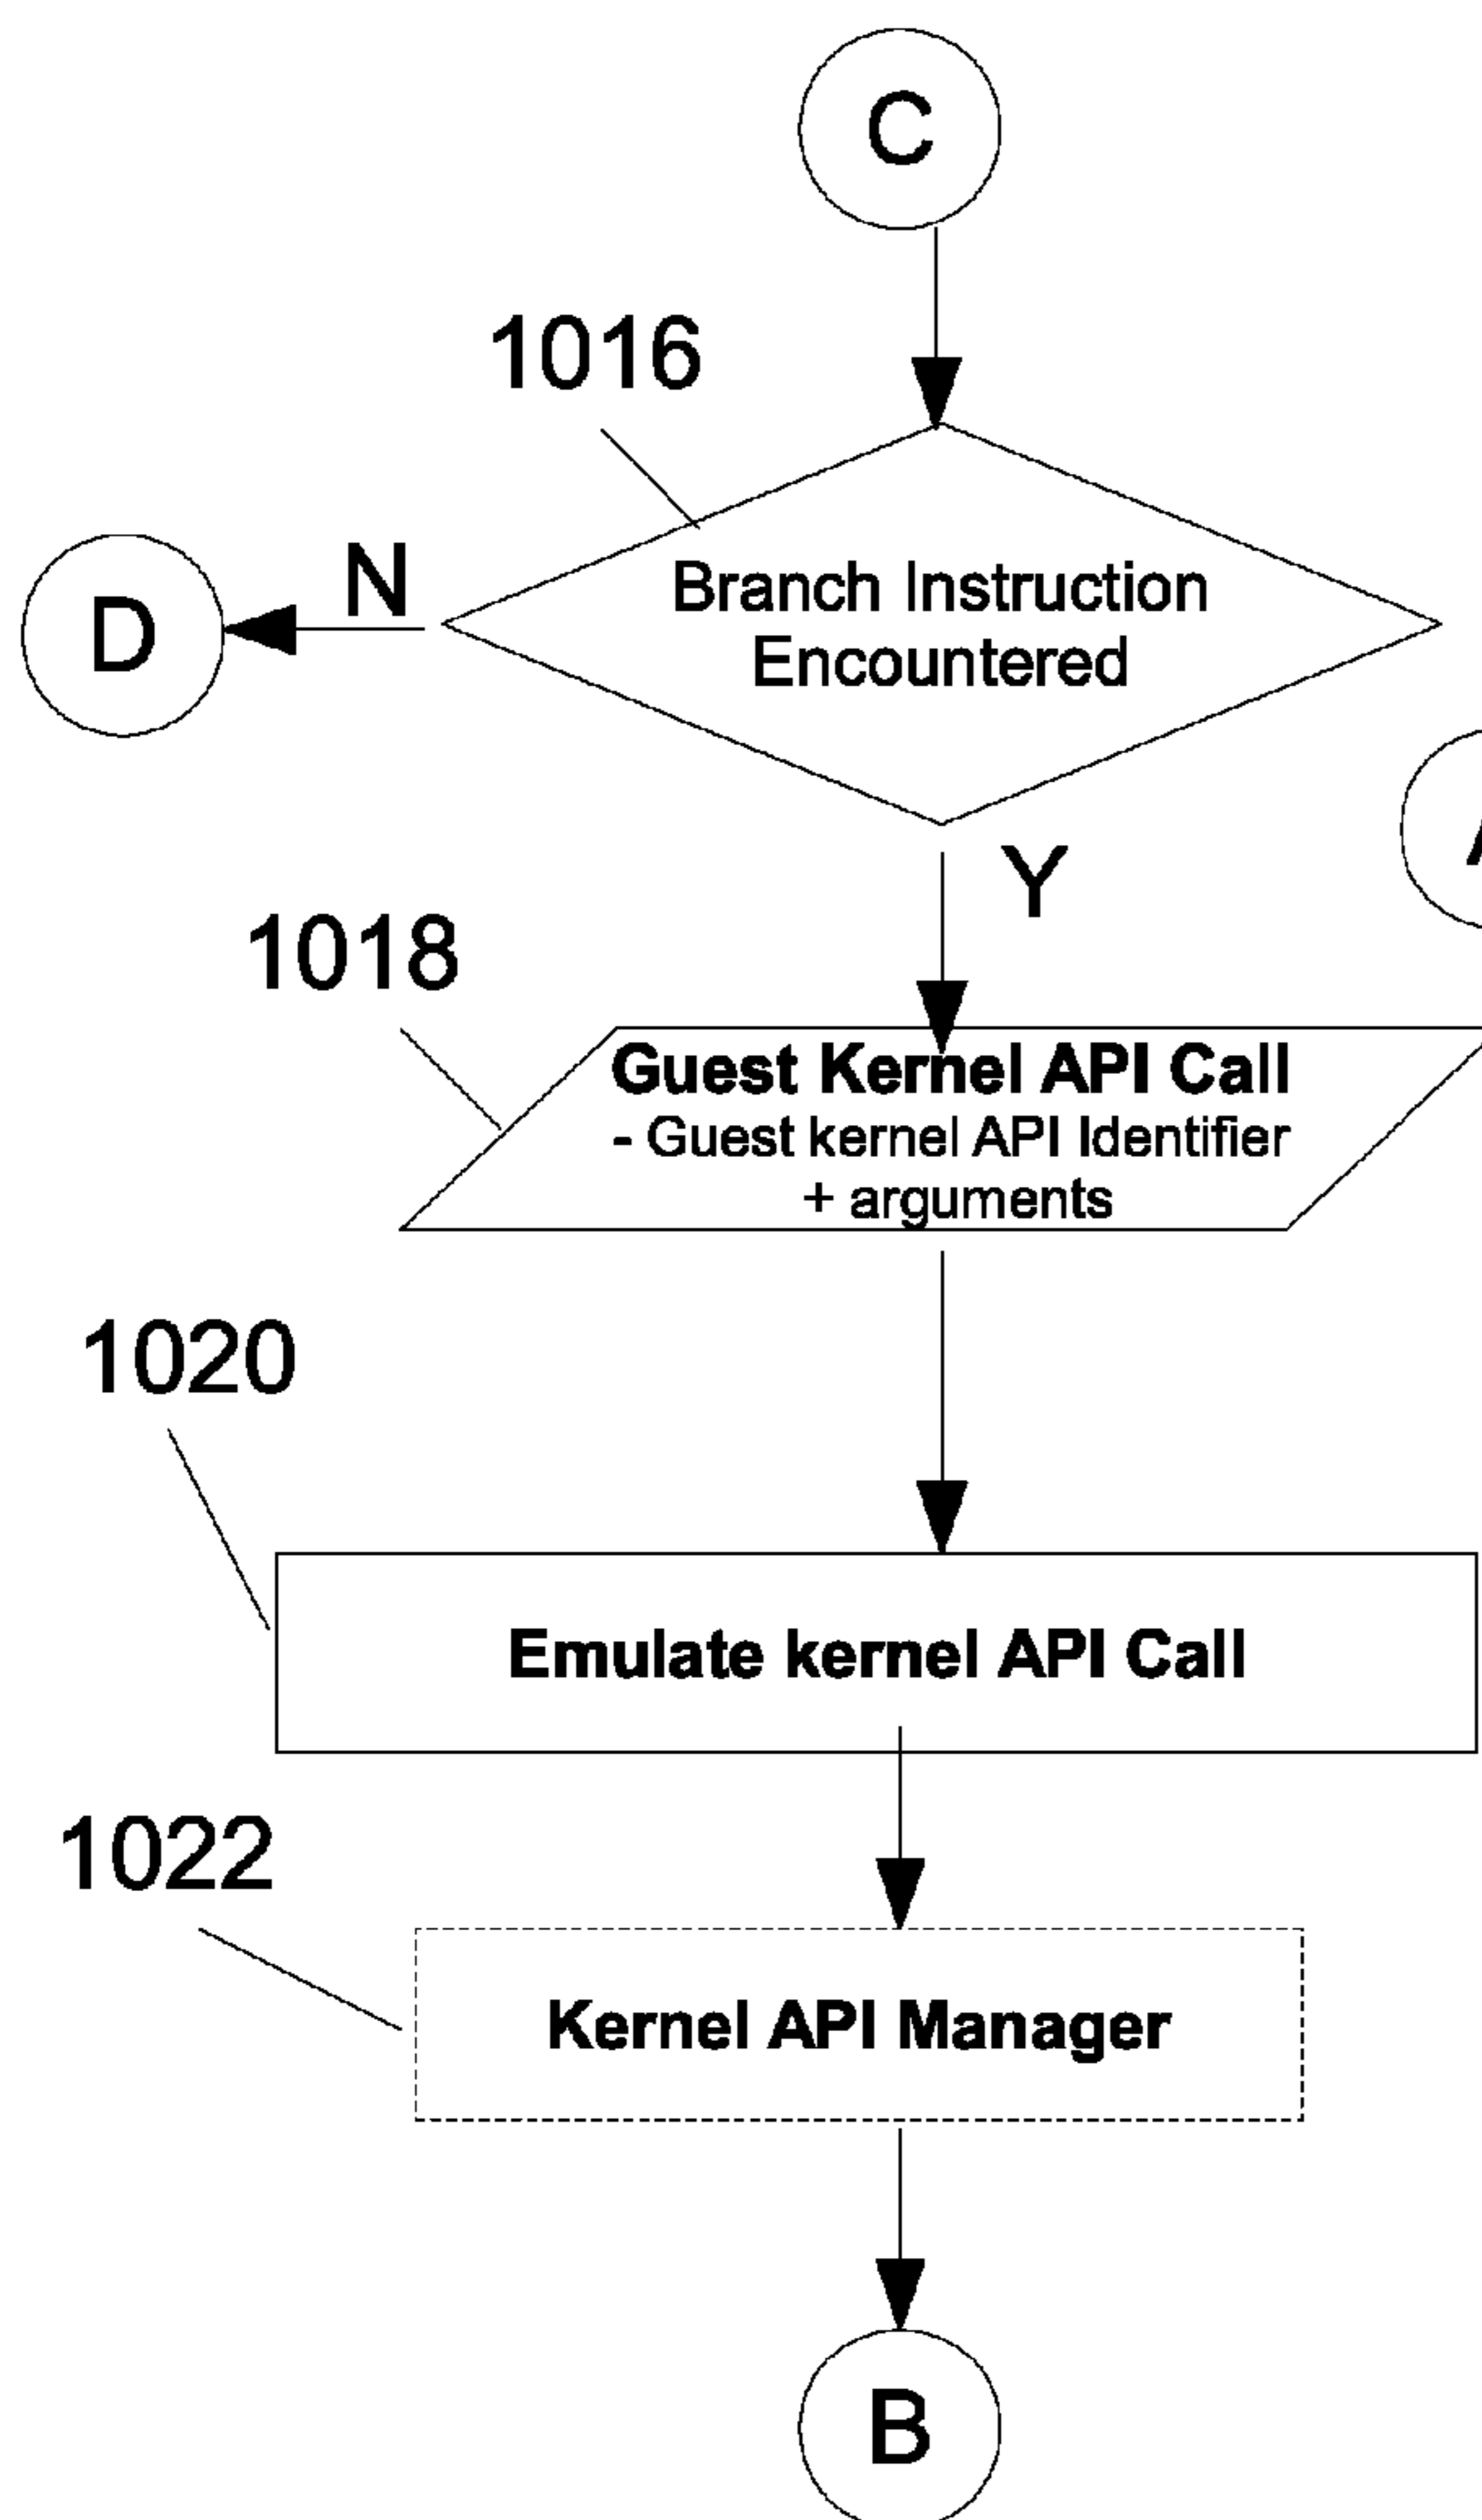 C
1016
N
D
Branch Instruction
Encountered
Y
1018
Guest Kernel API Call
- Guest kernel API Identifier
+ arguments
1020
Emulate kernel API Call
1022
Kernel API Manager
B